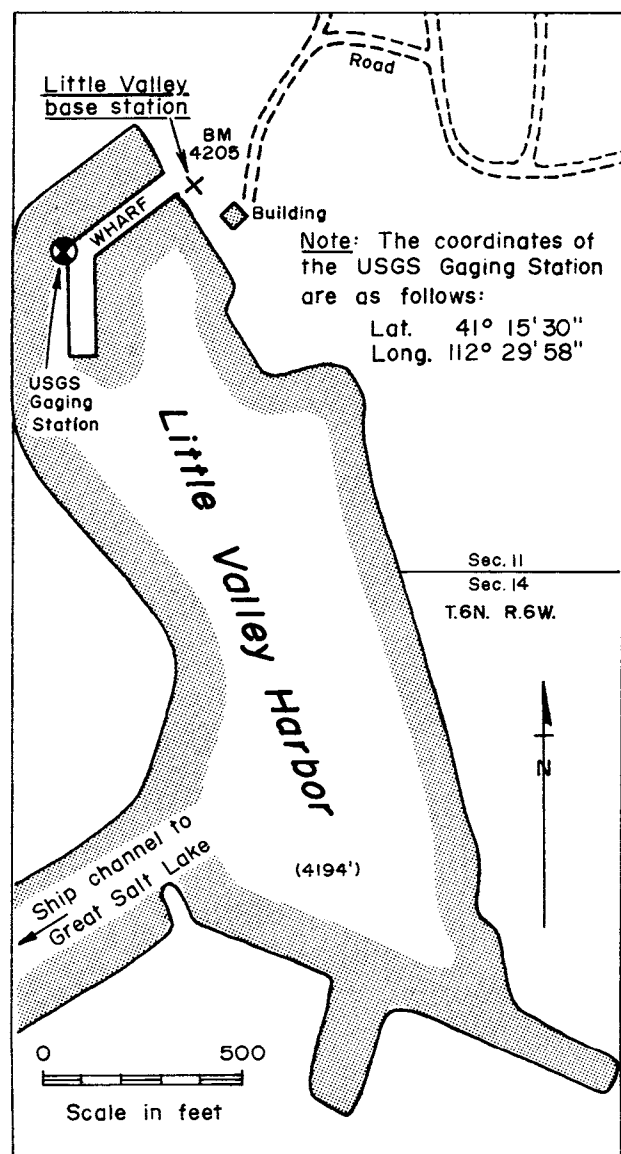 Road
Little Valley
base station
BM
4205
WHARF
Building
Note: The coordinates of
the USGS Gaging Station
are as follows:
Lat. 41° 15' 30"
Long. 112° 29' 58"
USGS
Gaging
Station
Little Valley Harbor
Sec. 11
Sec. 14
T.6N. R.6W.
N
(4194')
Ship channel to
Great Salt Lake
0 500
Scale in feet